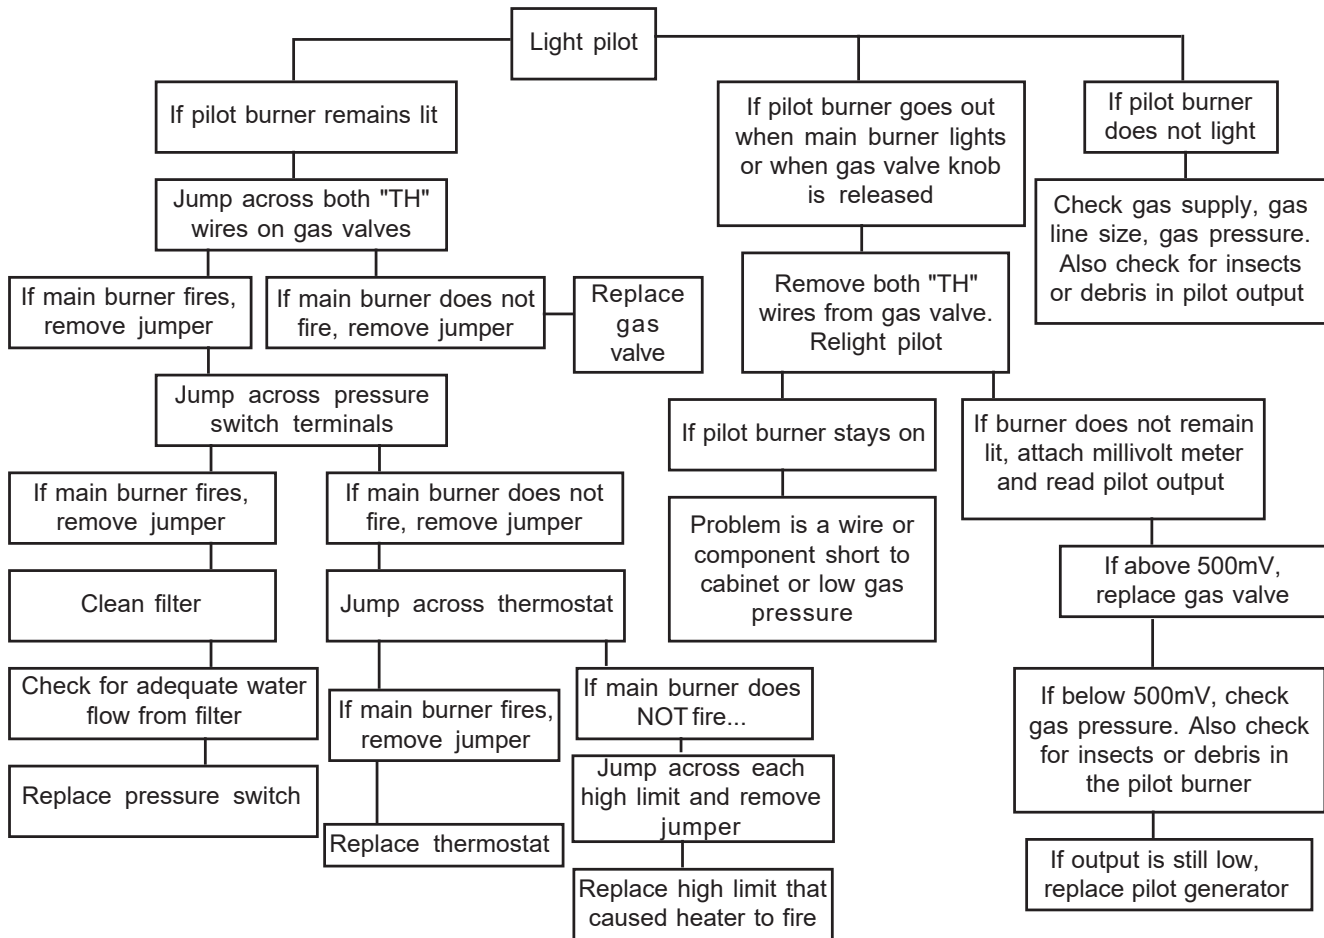 Light pilot
If pilot burner remains lit
If pilot burner goes out
when main burner lights
or when gas valve knob
is released
If pilot burner
does not light
Jump across both "TH"
wires on gas valves
Check gas supply, gas
line size, gas pressure.
Also check for insects
or debris in pilot output
If main burner fires,
remove jumper
If main burner does not
fire, remove jumper
Replace
gas
valve
Remove both "TH"
wires from gas valve.
Relight pilot
Jump across pressure
switch terminals
If pilot burner stays on
If burner does not remain
lit, attach millivolt meter
and read pilot output
If main burner fires,
remove jumper
If main burner does not
fire, remove jumper
Problem is a wire or
component short to
cabinet or low gas
pressure
If above 500mV,
replace gas valve
Clean filter
Jump across thermostat
Check for adequate water
flow from filter
If main burner fires,
remove jumper
If main burner does
NOT fire...
If below 500mV, check
gas pressure. Also check
for insects or debris in
the pilot burner
Replace pressure switch
Jump across each
high limit and remove
jumper
Replace thermostat
If output is still low,
replace pilot generator
Replace high limit that
caused heater to fire